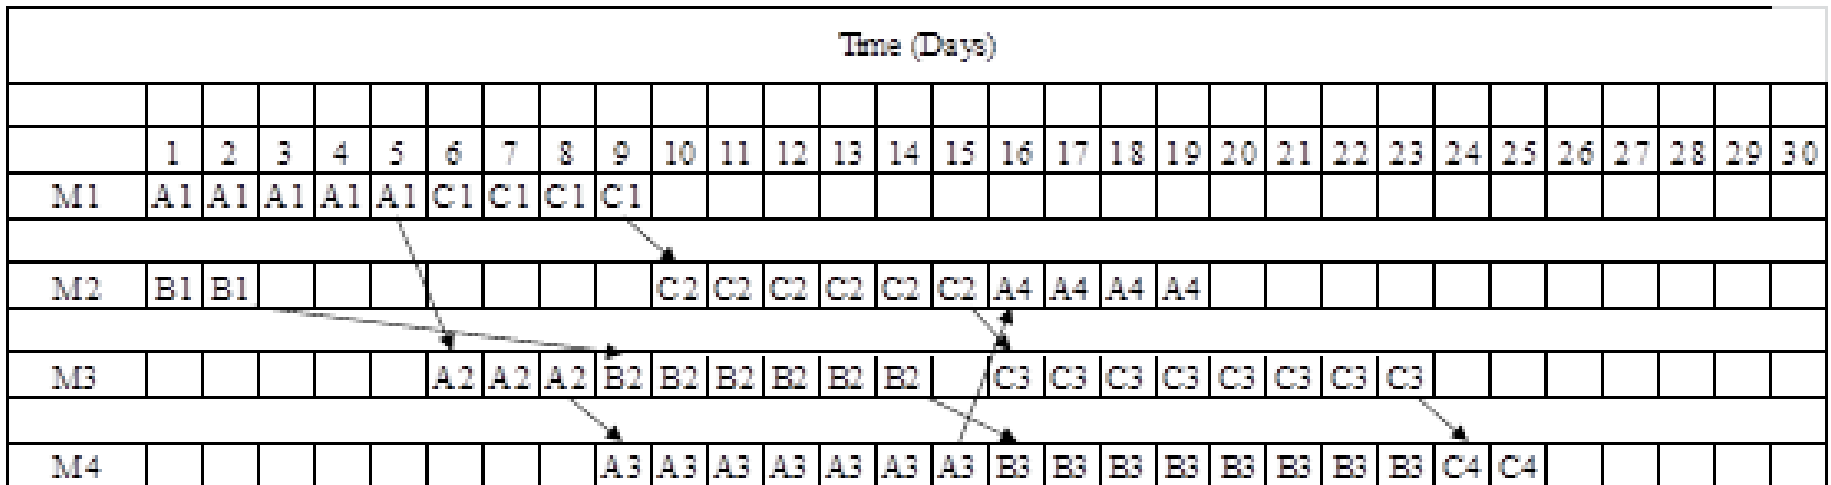 Time (Days)
1 2 3 4 5 6 7 8 9 10 11 12 13 14 15 16 17 18 19 20 21 22 23 24 25 26 27 28 29 30
M1 A1 A1 A1 A1 A1 C1 C1 C1 C1
M2 B1 B1 C2 C2 C2 C2 C2 C2 A4 A4 A4 A4
M3 A2 A2 A2 B2 B2 B2 B2 B2 B2 C3 C3 C3 C3 C3 C3 C3 C3
M4 A3 A3 A3 A3 A3 A3 A3 B3 B3 B3 B3 B3 B3 B3 B3 C4 C4